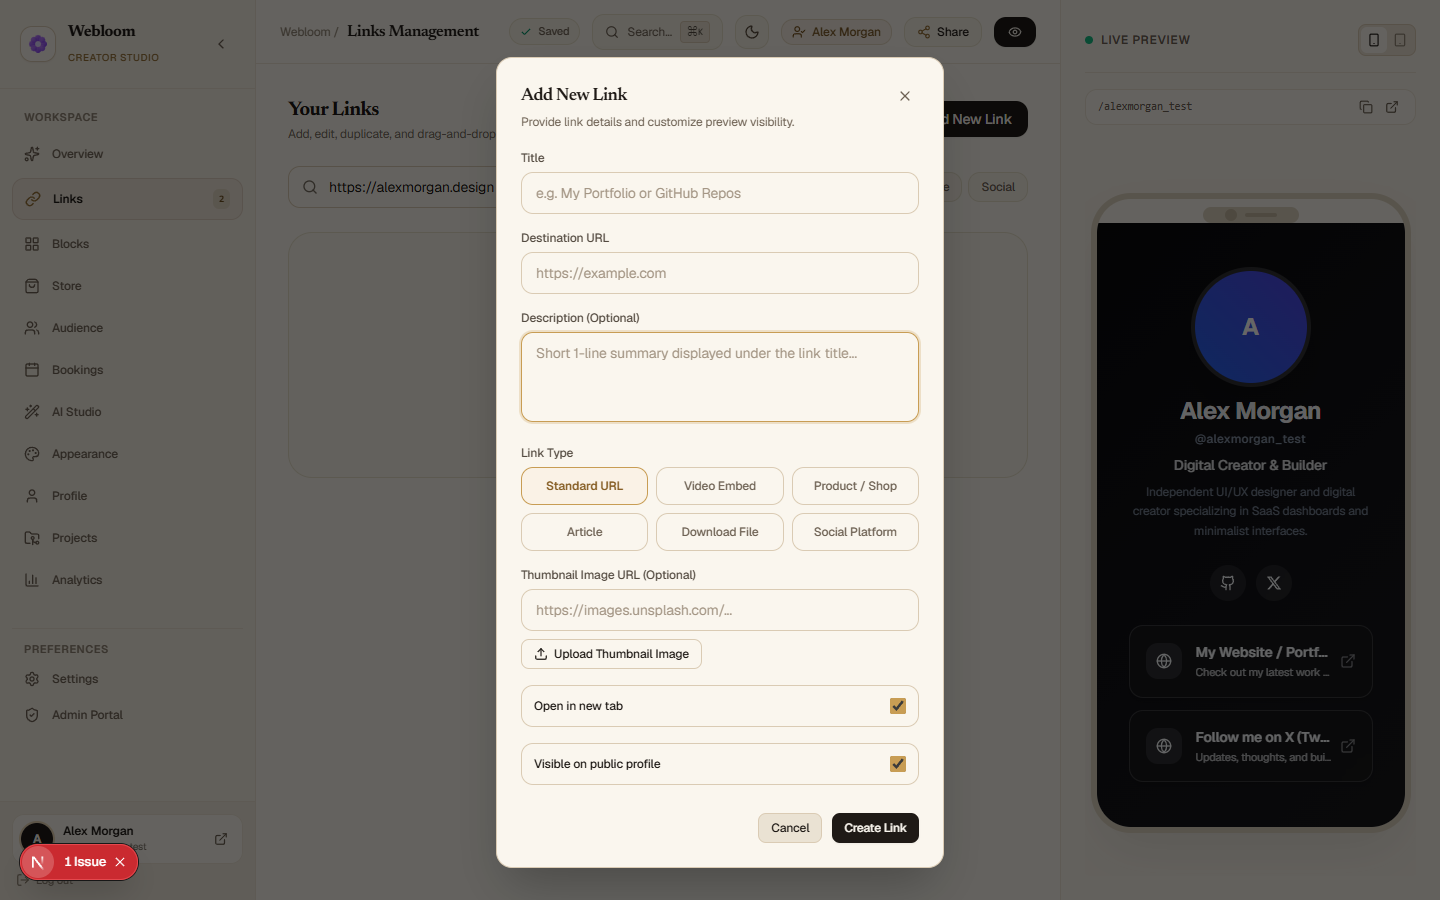 Webloom
CREATOR STUDIO
WORKSPACE
Overview
Links
2
Blocks
Store
Audience
Bookings
AI Studio
Appearance
Profile
Projects
Analytics
PREFERENCES
Settings
Admin Portal
A
Alex Morgan
test
N
1 Issue
Log out
Webloom /
Links Management
Saved
Search...
⌘K
Alex Morgan
Share
Your Links
Add, edit, duplicate, and drag-and-drop
d New Link
https://alexmorgan.design
e
Social
Add New Link
Provide link details and customize preview visibility.
Title
e.g. My Portfolio or GitHub Repos
Destination URL
https://example.com
Description (Optional)
Short 1-line summary displayed under the link title...
Link Type
Standard URL
Video Embed
Product / Shop
Article
Download File
Social Platform
Thumbnail Image URL (Optional)
https://images.unsplash.com/...
Upload Thumbnail Image
Open in new tab
Visible on public profile
Cancel
Create Link
LIVE PREVIEW
/alexmorgan_test
A
Alex Morgan
@alexmorgan_test
Digital Creator & Builder
Independent UI/UX designer and digital
creator specializing in SaaS dashboards and
minimalist interfaces.
My Website / Portf...
Check out my latest work ...
Follow me on X (Tw...
Updates, thoughts, and bui...